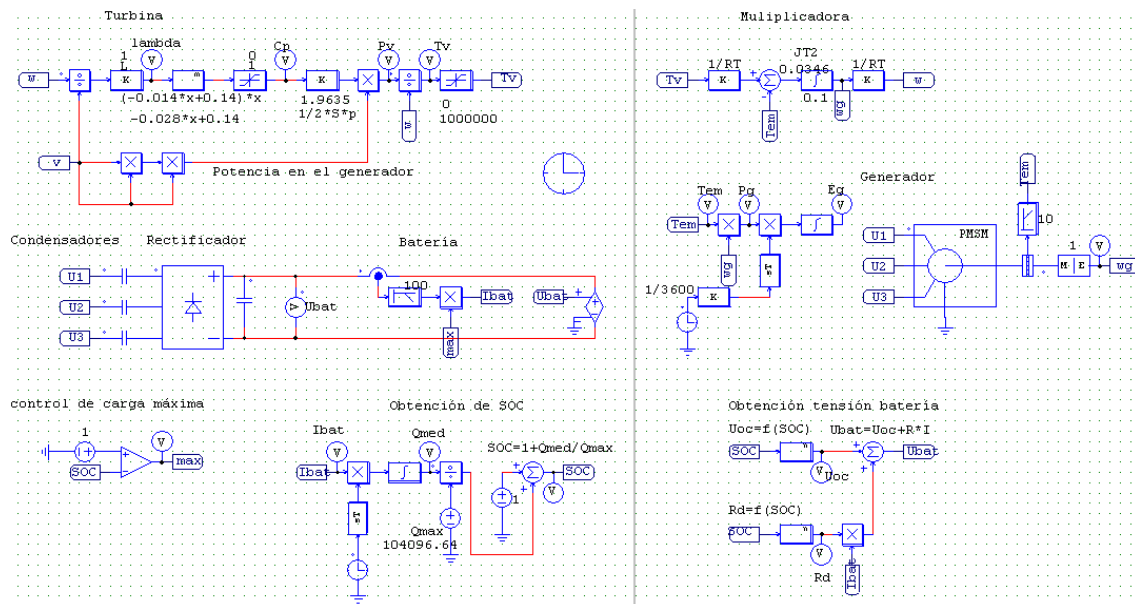 Turbina
1
L
lambda
0
1
Cp
Pv
Tv
w
÷
K
m
K
×
÷
Tv
(-0.014*x+0.14)*x
-0.028*x+0.14
1.9635
1/2*S*p
w
0
1000000
v
×
×
Potencia en el generador
Muliplicadora
JT2
1/RT
0.0346
1/RT
Tv
K
Σ
∫
K
w
0.1
Tem
wg
Generador
Tem
Pg
Eg
Tem
×
×
∫
wg
1/3600
K
Tem
10
PMSM
U1
U2
U3
1
M E
V
wg
Condensadores
Rectificador
Batería
U1
U2
U3
Ubat
100
×
Ibat
max
Ubat
control de carga máxima
1
SOC
V
max
Obtención de SOC
Ibat
Qmed
SOC=1+Qmed/Qmax
Ibat
×
∫
÷
Σ
SOC
1
Qmax
104096.64
Obtención tensión batería
Uoc=f(SOC)
Ubat=Uoc+R*I
SOC
Σ
Ubat
Uoc
Rd=f(SOC)
SOC
×
Rd
Ibat